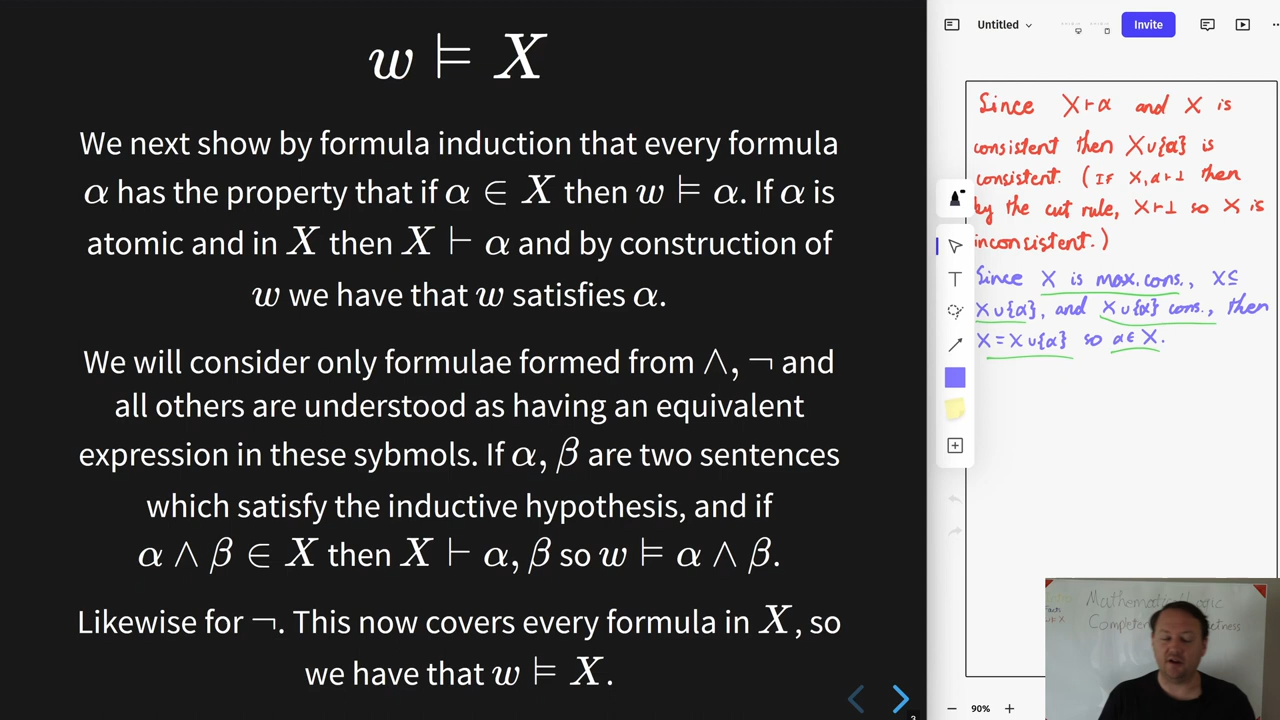 w ⊨ X
We next show by formula induction that every formula
α has the property that if α ∈ X then w ⊨ α. If α is
atomic and in X then X ⊢ α and by construction of
w we have that w satisfies α.
We will consider only formulae formed from ∧, ¬ and
all others are understood as having an equivalent
expression in these sybmols. If α, β are two sentences
which satisfy the inductive hypothesis, and if
α ∧ β ∈ X then X ⊢ α, β so w ⊨ α ∧ β.
Likewise for ¬. This now covers every formula in X, so
we have that w ⊨ X.
3
Untitled
Invite
Since X⊢α and X is
consistent then X∪{α} is
consistent. (If X,α⊢⊥ then
by the cut rule, X⊢⊥ so X is
inconsistent.)
Since X is max. cons., X⊆
X∪{α}, and X∪{α} cons., then
X=X∪{α} so α∈X.
T
90%
Mathematical Logic